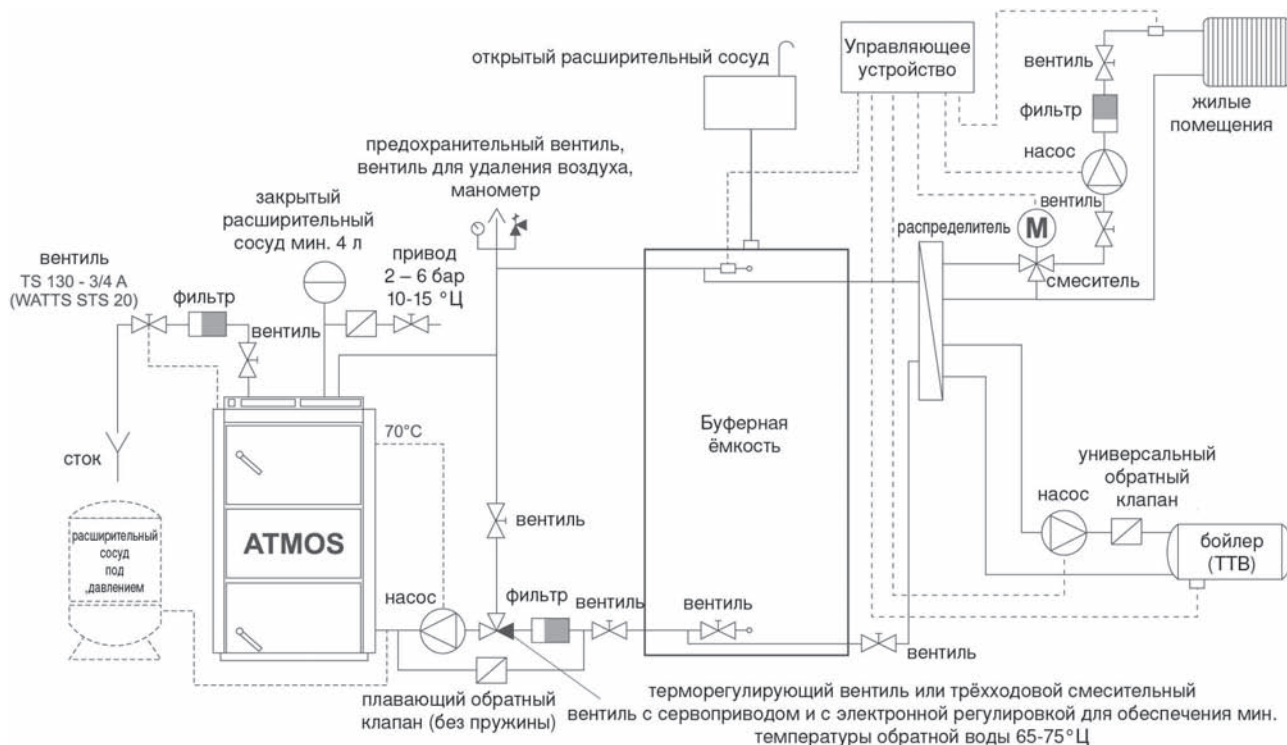 открытый расширительный сосуд
Управляющее
устройство
вентиль
фильтр
жилые
помещения
насос
вентиль
предохранительный вентиль,
вентиль для удаления воздуха,
манометр
закрытый
расширительный
сосуд мин. 4 л
привод
2 – 6 бар
10-15 °Ц
вентиль
TS 130 - 3/4 A
(WATTS STS 20)
фильтр
вентиль
распределитель
M
смеситель
сток
70°C
Буферная
ёмкость
универсальный
обратный
клапан
насос
бойлер
(ТТВ)
расширительный
сосуд
под
,давлением
ATMOS
вентиль
насос
фильтр
вентиль
вентиль
вентиль
плавающий обратный
клапан (без пружины)
терморегулирующий вентиль или трёхходовой смесительный
вентиль с сервоприводом и с электронной регулировкой для обеспечения мин.
температуры обратной воды 65-75°Ц